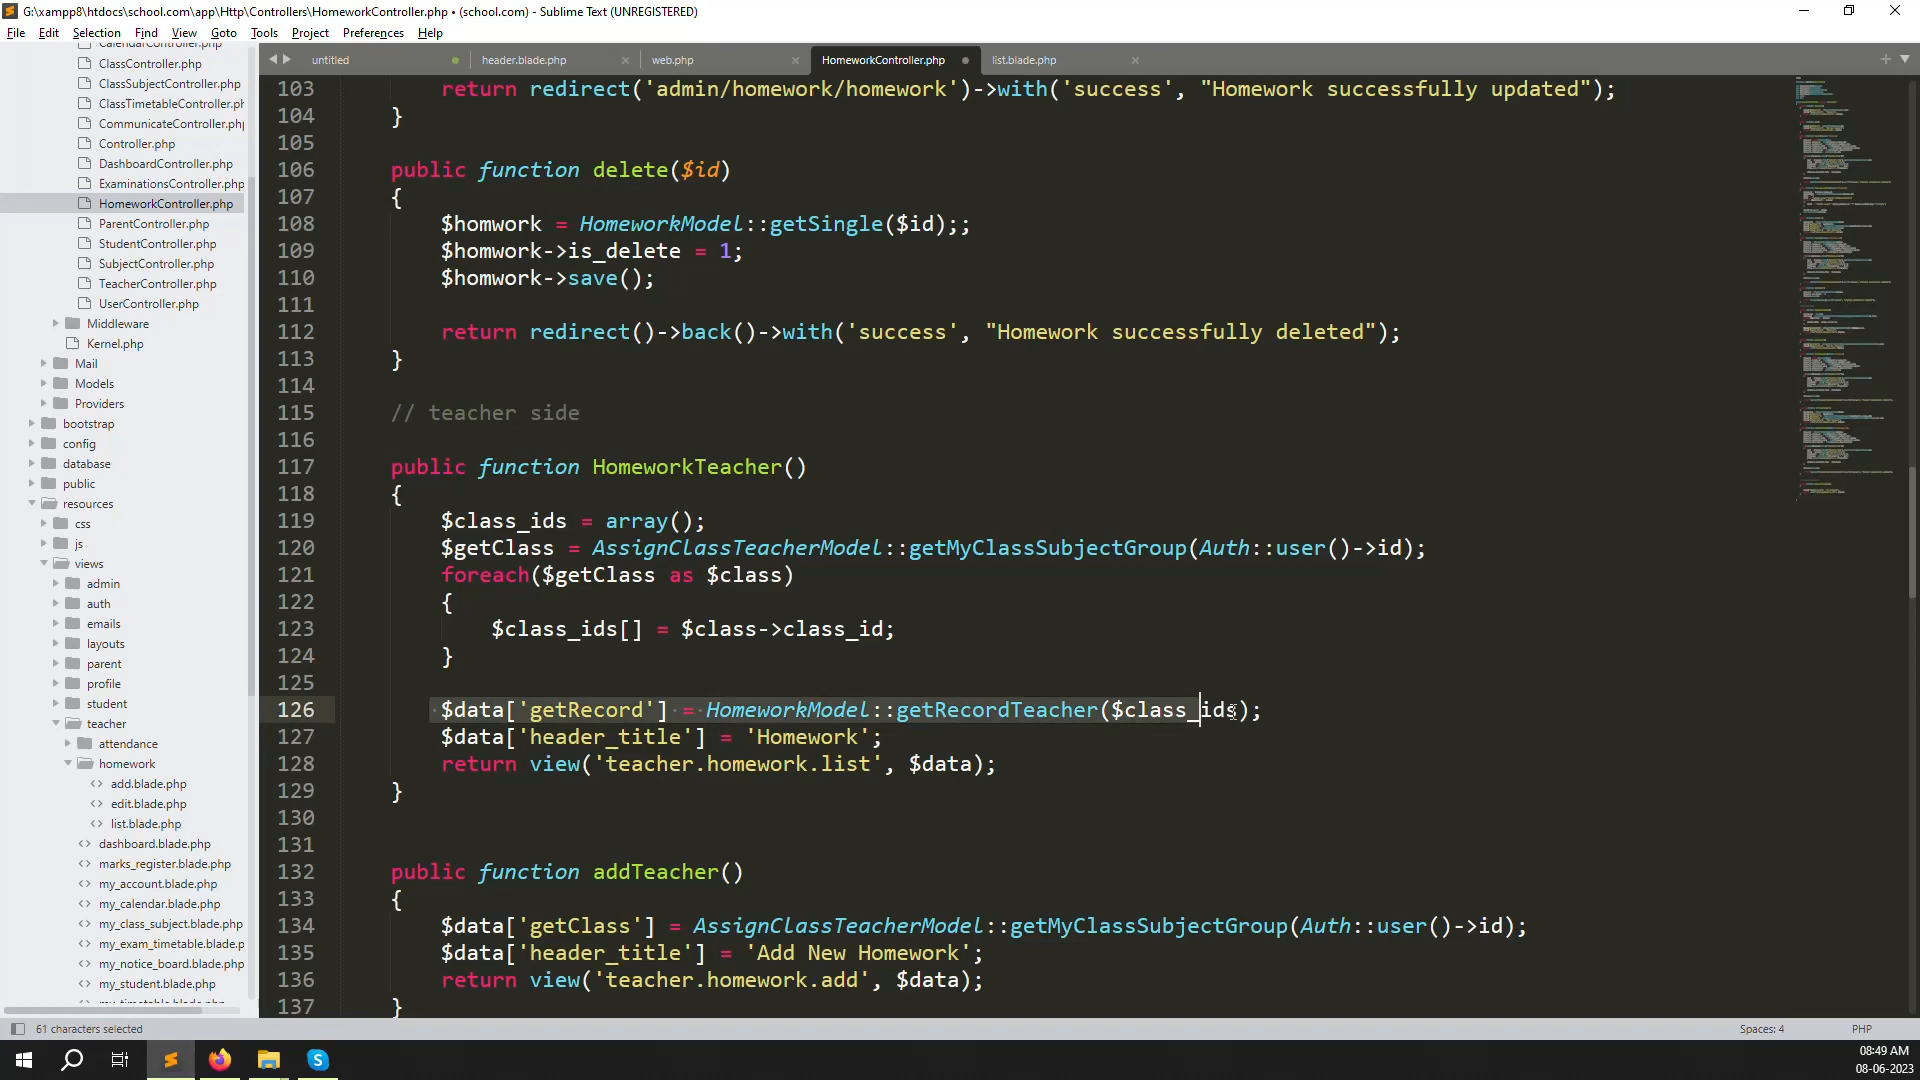 G:\xampp8\htdocs\school.com\app\Http\Controllers\HomeworkController.php • (school.com) - Sublime Text (UNREGISTERED)
File Edit Selection Find View Goto Tools Project Preferences Help
untitled header.blade.php web.php HomeworkController.php list.blade.php
CalendarController.php
ClassController.php
ClassSubjectController.php
ClassTimetableController.ph
CommunicateController.php
Controller.php
DashboardController.php
ExaminationsController.php
HomeworkController.php
ParentController.php
StudentController.php
SubjectController.php
TeacherController.php
UserController.php
Middleware
Kernel.php
Mail
Models
Providers
bootstrap
config
database
public
resources
css
js
views
admin
auth
emails
layouts
parent
profile
student
teacher
attendance
homework
add.blade.php
edit.blade.php
list.blade.php
dashboard.blade.php
marks_register.blade.php
my_account.blade.php
my_calendar.blade.php
my_class_subject.blade.php
my_exam_timetable.blade.p
my_notice_board.blade.php
my_student.blade.php
my_timetable.blade.php
103 return redirect('admin/homework/homework')->with('success', "Homework successfully updated");
104 }
105
106 public function delete($id)
107 {
108 $homwork = HomeworkModel::getSingle($id);;
109 $homwork->is_delete = 1;
110 $homwork->save();
111
112 return redirect()->back()->with('success', "Homework successfully deleted");
113 }
114
115 // teacher side
116
117 public function HomeworkTeacher()
118 {
119 $class_ids = array();
120 $getClass = AssignClassTeacherModel::getMyClassSubjectGroup(Auth::user()->id);
121 foreach($getClass as $class)
122 {
123 $class_ids[] = $class->class_id;
124 }
125
126 $data['getRecord'] = HomeworkModel::getRecordTeacher($class_ids);
127 $data['header_title'] = 'Homework';
128 return view('teacher.homework.list', $data);
129 }
130
131
132 public function addTeacher()
133 {
134 $data['getClass'] = AssignClassTeacherModel::getMyClassSubjectGroup(Auth::user()->id);
135 $data['header_title'] = 'Add New Homework';
136 return view('teacher.homework.add', $data);
137 }
61 characters selected Spaces: 4 PHP
08:49 AM
08-06-2023